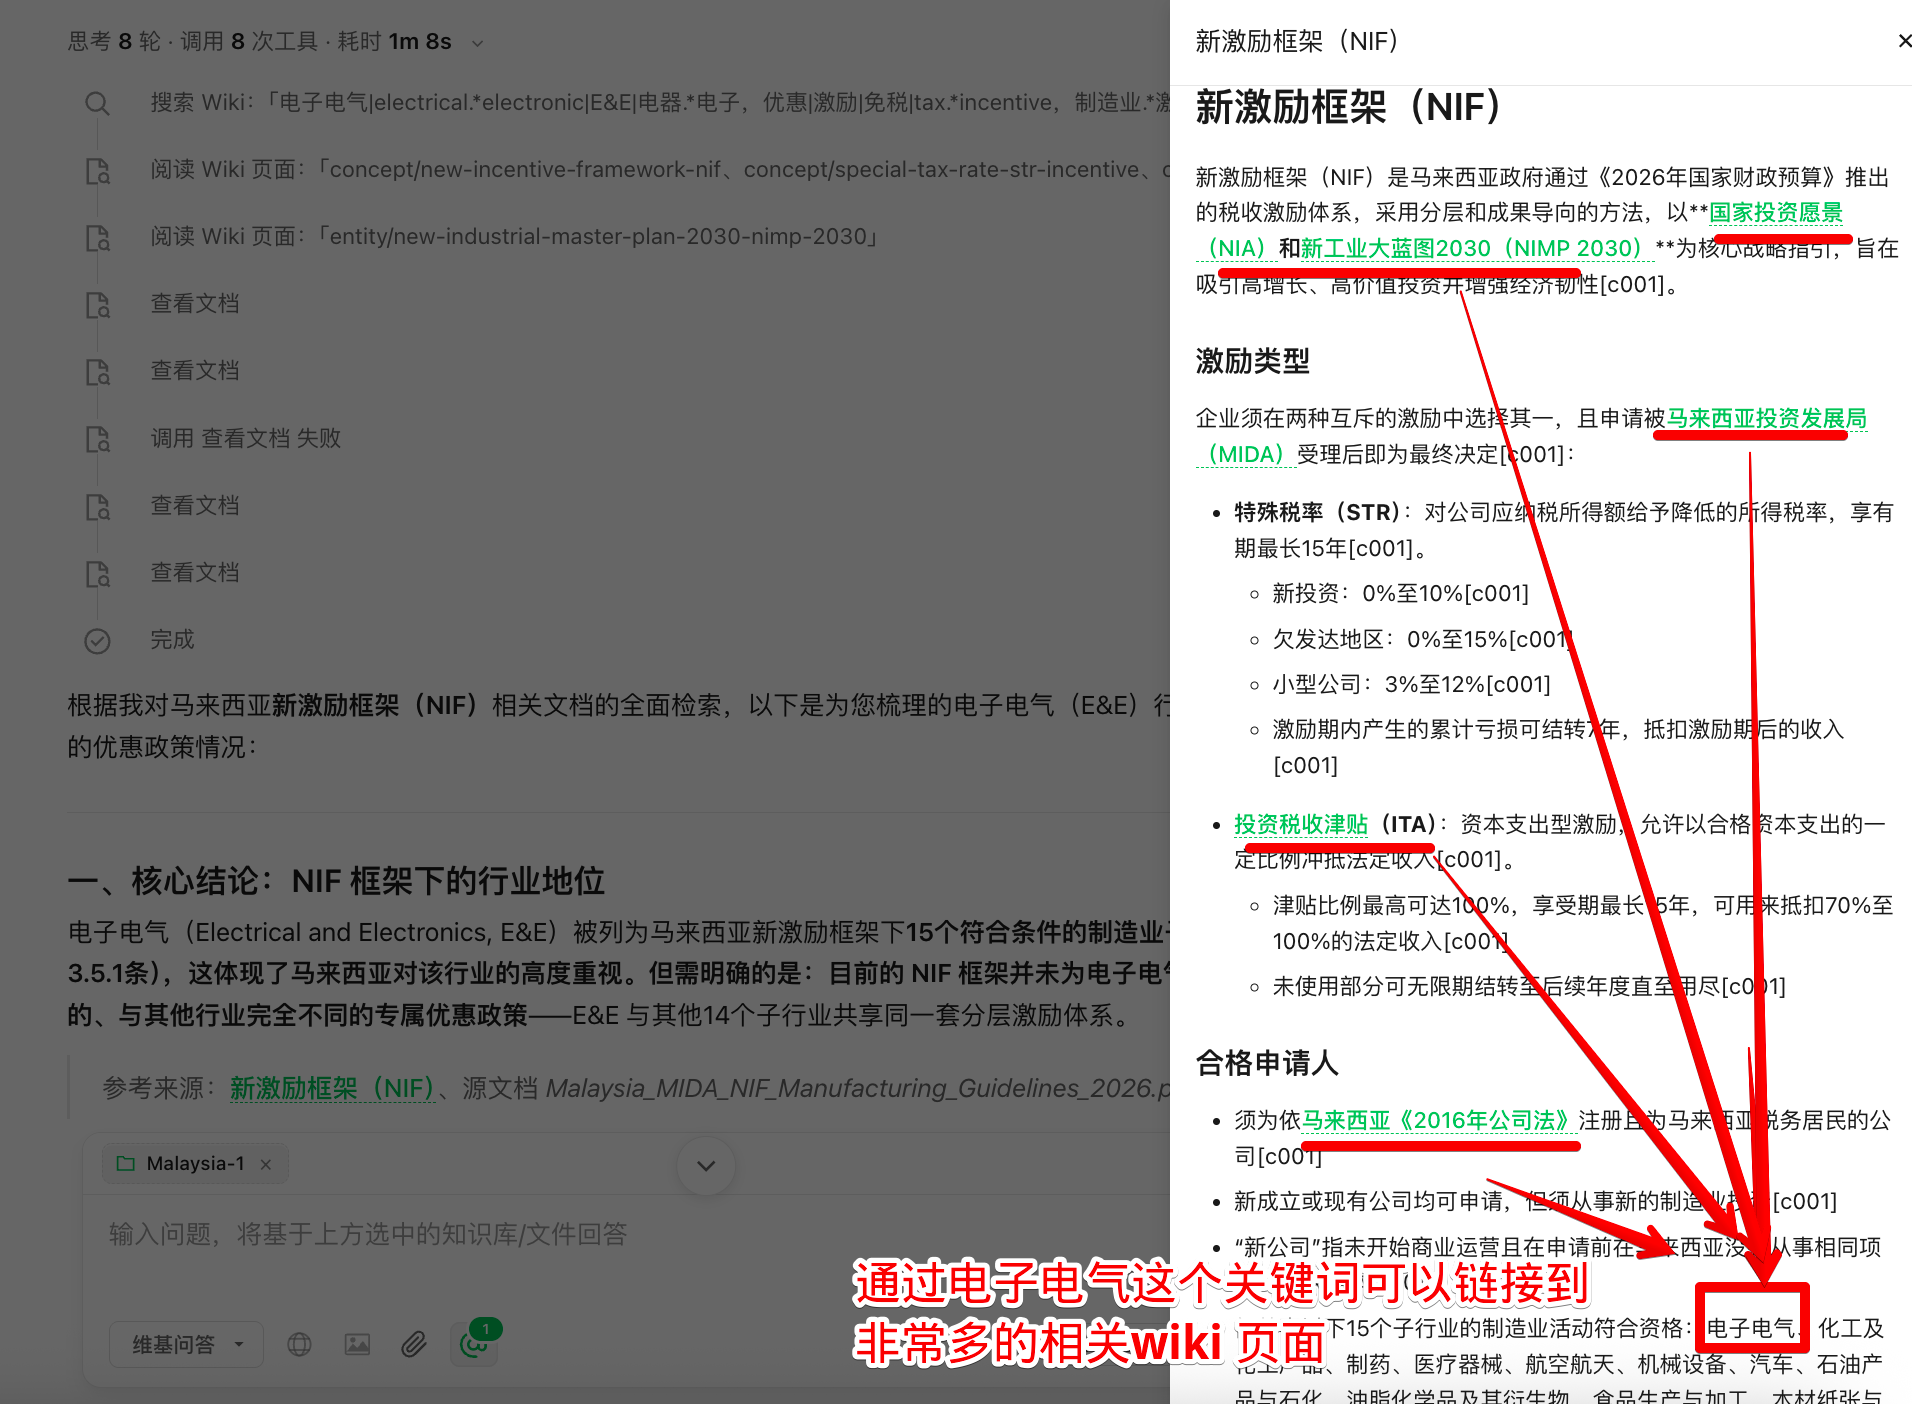 思考 8 轮 · 调用 8 次工具 · 耗时 1m 8s
搜索 Wiki：「电子电气|electrical.*electronic|E&E|电器.*电子，优惠|激励|免税|tax.*incentive，制造业.*激
阅读 Wiki 页面：「concept/new-incentive-framework-nif、concept/special-tax-rate-str-incentive、c
阅读 Wiki 页面：「entity/new-industrial-master-plan-2030-nimp-2030」
查看文档
查看文档
调用 查看文档 失败
查看文档
查看文档
完成
根据我对马来西亚新激励框架（NIF）相关文档的全面检索，以下是为您梳理的电子电气（E&E）行
的优惠政策情况：
一、核心结论：NIF 框架下的行业地位
电子电气（Electrical and Electronics, E&E）被列为马来西亚新激励框架下15个符合条件的制造业子
3.5.1条），这体现了马来西亚对该行业的高度重视。但需明确的是：目前的 NIF 框架并未为电子电气
的、与其他行业完全不同的专属优惠政策——E&E 与其他14个子行业共享同一套分层激励体系。
参考来源：新激励框架（NIF）、源文档 Malaysia_MIDA_NIF_Manufacturing_Guidelines_2026.p
Malaysia-1 ×
输入问题，将基于上方选中的知识库/文件回答
维基问答
1
通过电子电气这个关键词可以链接到
非常多的相关wiki 页面
新激励框架（NIF）
×
新激励框架（NIF）
新激励框架（NIF）是马来西亚政府通过《2026年国家财政预算》推出
的税收激励体系，采用分层和成果导向的方法，以**国家投资愿景
（NIA）和新工业大蓝图2030（NIMP 2030）**为核心战略指引，旨在
吸引高增长、高价值投资并增强经济韧性[c001]。
激励类型
企业须在两种互斥的激励中选择其一，且申请被马来西亚投资发展局
（MIDA）受理后即为最终决定[c001]：
• 特殊税率（STR）：对公司应纳税所得额给予降低的所得税率，享有
期最长15年[c001]。
◦ 新投资：0%至10%[c001]
◦ 欠发达地区：0%至15%[c001]
◦ 小型公司：3%至12%[c001]
◦ 激励期内产生的累计亏损可结转7年，抵扣激励期后的收入
[c001]
• 投资税收津贴（ITA）：资本支出型激励，允许以合格资本支出的一
定比例冲抵法定收入[c001]。
◦ 津贴比例最高可达100%，享受期最长15年，可用来抵扣70%至
100%的法定收入[c001]
◦ 未使用部分可无限期结转至后续年度直至用尽[c001]
合格申请人
• 须为依马来西亚《2016年公司法》注册且为马来西亚税务居民的公
司[c001]
• 新成立或现有公司均可申请，但须从事新的制造业投资[c001]
• “新公司”指未开始商业运营且在申请前在马来西亚没有从事相同项
下15个子行业的制造业活动符合资格：电子电气、化工及
化工产品、制药、医疗器械、航空航天、机械设备、汽车、石油产
品与石化、油脂化学品及其衍生物、食品生产与加工、木材纸张与